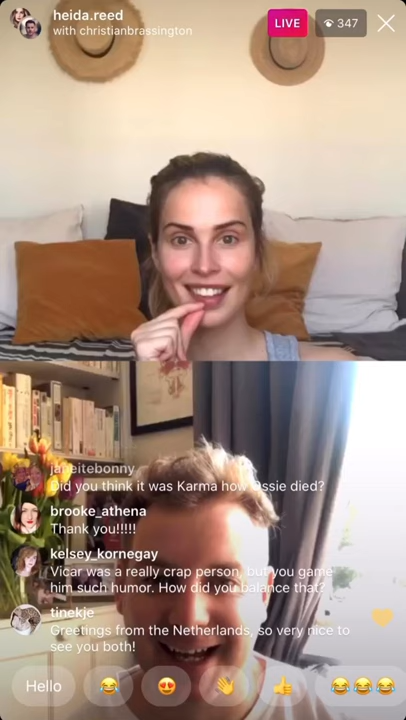 heida.reed
with christianbrassington
LIVE
347
Did you think it was Karma how Ossie died?
brooke_athena
Thank you!!!!!
kelsey_kornegay
Vicar was a really crap person, but you game
him such humor. How did you balance that?
tinekje
Greetings from the Netherlands, so very nice to
see you both!
Hello